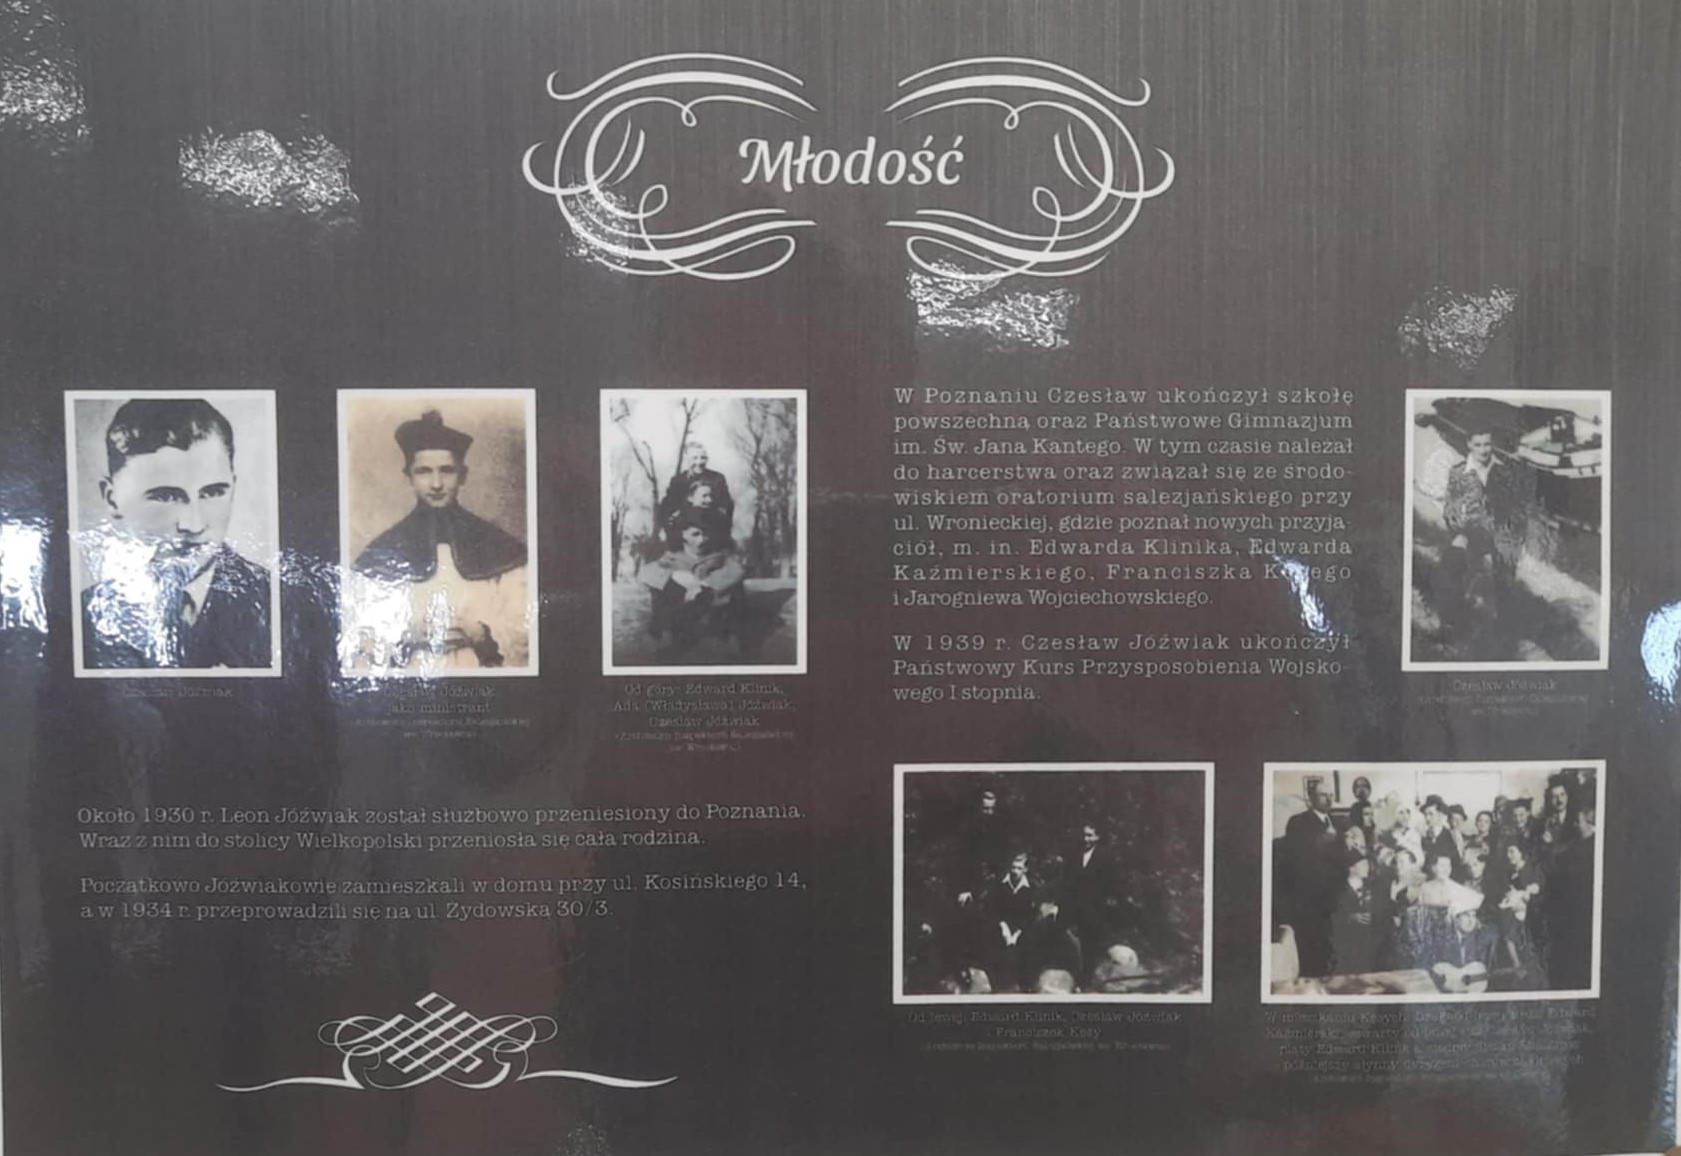 Młodość
Czesław Jóźwiak
Czesław Jóźwiak
jako ministrant
Od góry: Edward Klinik,
Ada (Władysława) Jóźwiak,
Czesław Jóźwiak
Około 1930 r. Leon Jóźwiak został służbowo przeniesiony do Poznania.
Wraz z nim do stolicy Wielkopolski przeniosła się cała rodzina.
Początkowo Jóźwiakowie zamieszkali w domu przy ul. Kosińskiego 14,
a w 1934 r. przeprowadzili się na ul. Żydowską 30/3.
W Poznaniu Czesław ukończył szkołę
powszechną oraz Państwowe Gimnazjum
im. Św. Jana Kantego. W tym czasie należał
do harcerstwa oraz związał się ze środo-
wiskiem oratorium salezjańskiego przy
ul. Wronieckiej, gdzie poznał nowych przyja-
ciół, m. in. Edwarda Klinika, Edwarda
Kaźmierskiego, Franciszka Kęsego
i Jarogniewa Wojciechowskiego.
W 1939 r. Czesław Jóźwiak ukończył
Państwowy Kurs Przysposobienia Wojsko-
wego I stopnia.
Czesław Jóźwiak
Od lewej: Edward Klinik, Czesław Jóźwiak
i Franciszek Kęsy
W mieszkaniu Kęsych. Edward